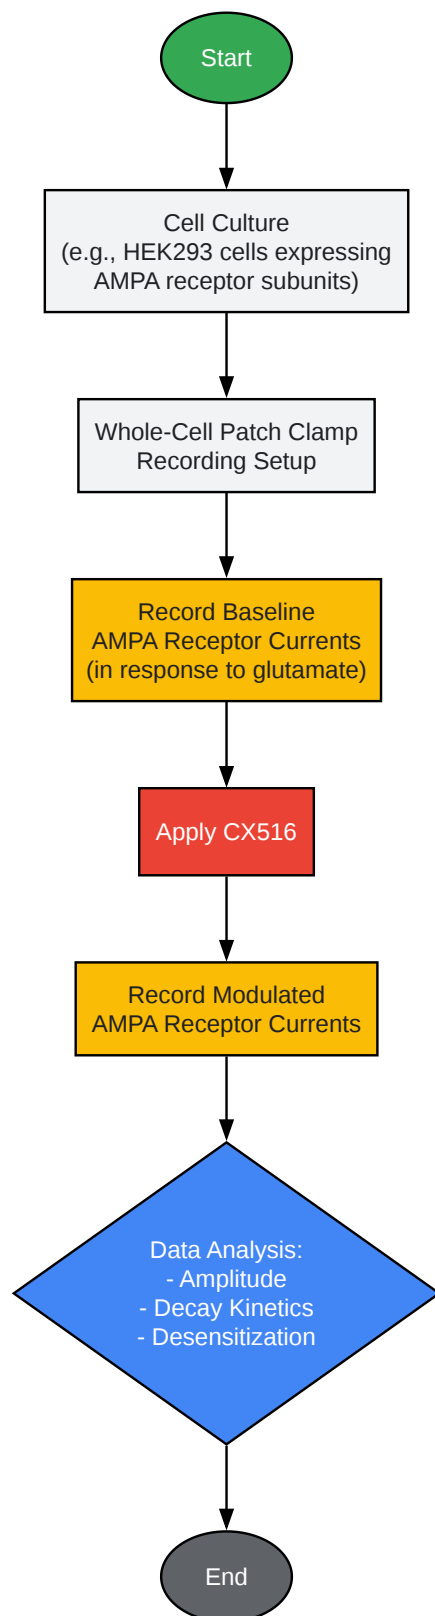 Start
Cell Culture
(e.g., HEK293 cells expressing
AMPA receptor subunits)
Whole-Cell Patch Clamp
Recording Setup
Record Baseline
AMPA Receptor Currents
(in response to glutamate)
Apply CX516
Record Modulated
AMPA Receptor Currents
Data Analysis:
- Amplitude
- Decay Kinetics
- Desensitization
End